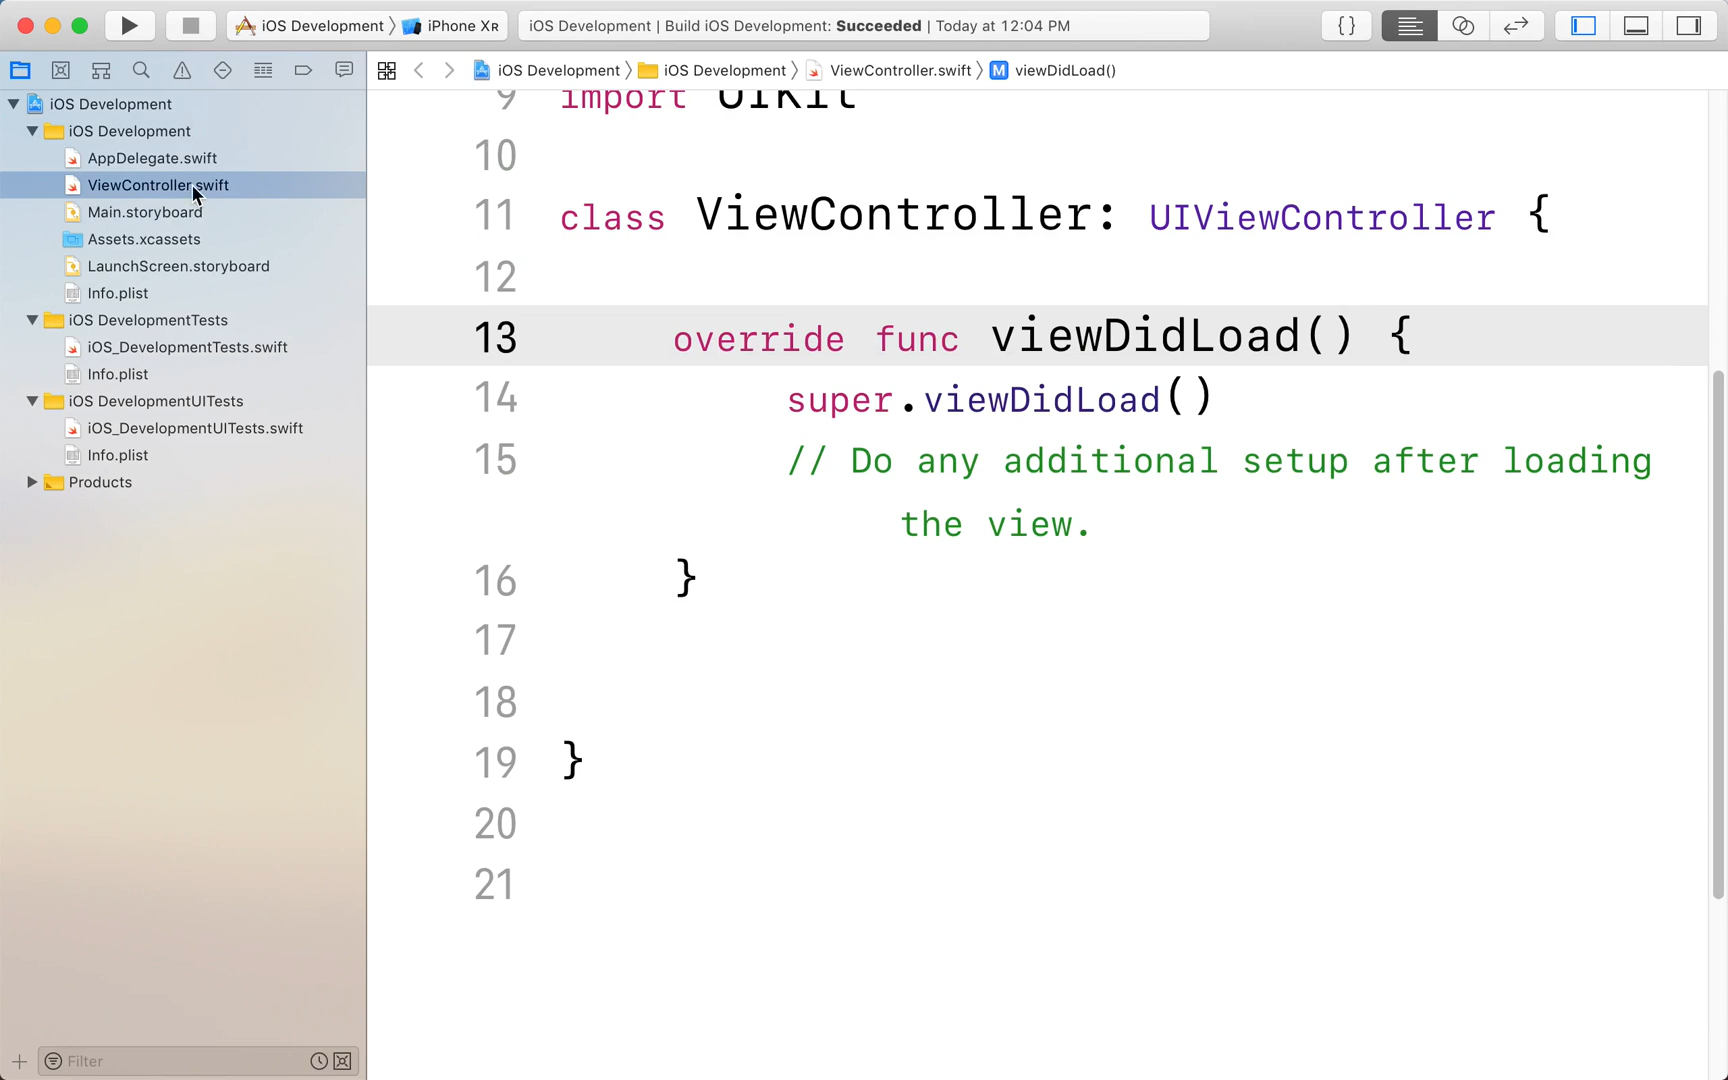 iOS Development 〉 iPhone XR
iOS Development | Build iOS Development: Succeeded | Today at 12:04 PM
{}
iOS Development 〉 iOS Development 〉 ViewController.swift 〉 M viewDidLoad()
iOS Development
iOS Development
AppDelegate.swift
ViewController.swift
Main.storyboard
Assets.xcassets
LaunchScreen.storyboard
Info.plist
iOS DevelopmentTests
iOS_DevelopmentTests.swift
Info.plist
iOS DevelopmentUITests
iOS_DevelopmentUITests.swift
Info.plist
Products
Filter
9 import UIKit
10
11 class ViewController: UIViewController {
12
13 override func viewDidLoad() {
14 super.viewDidLoad()
15 // Do any additional setup after loading
the view.
16 }
17
18
19 }
20
21